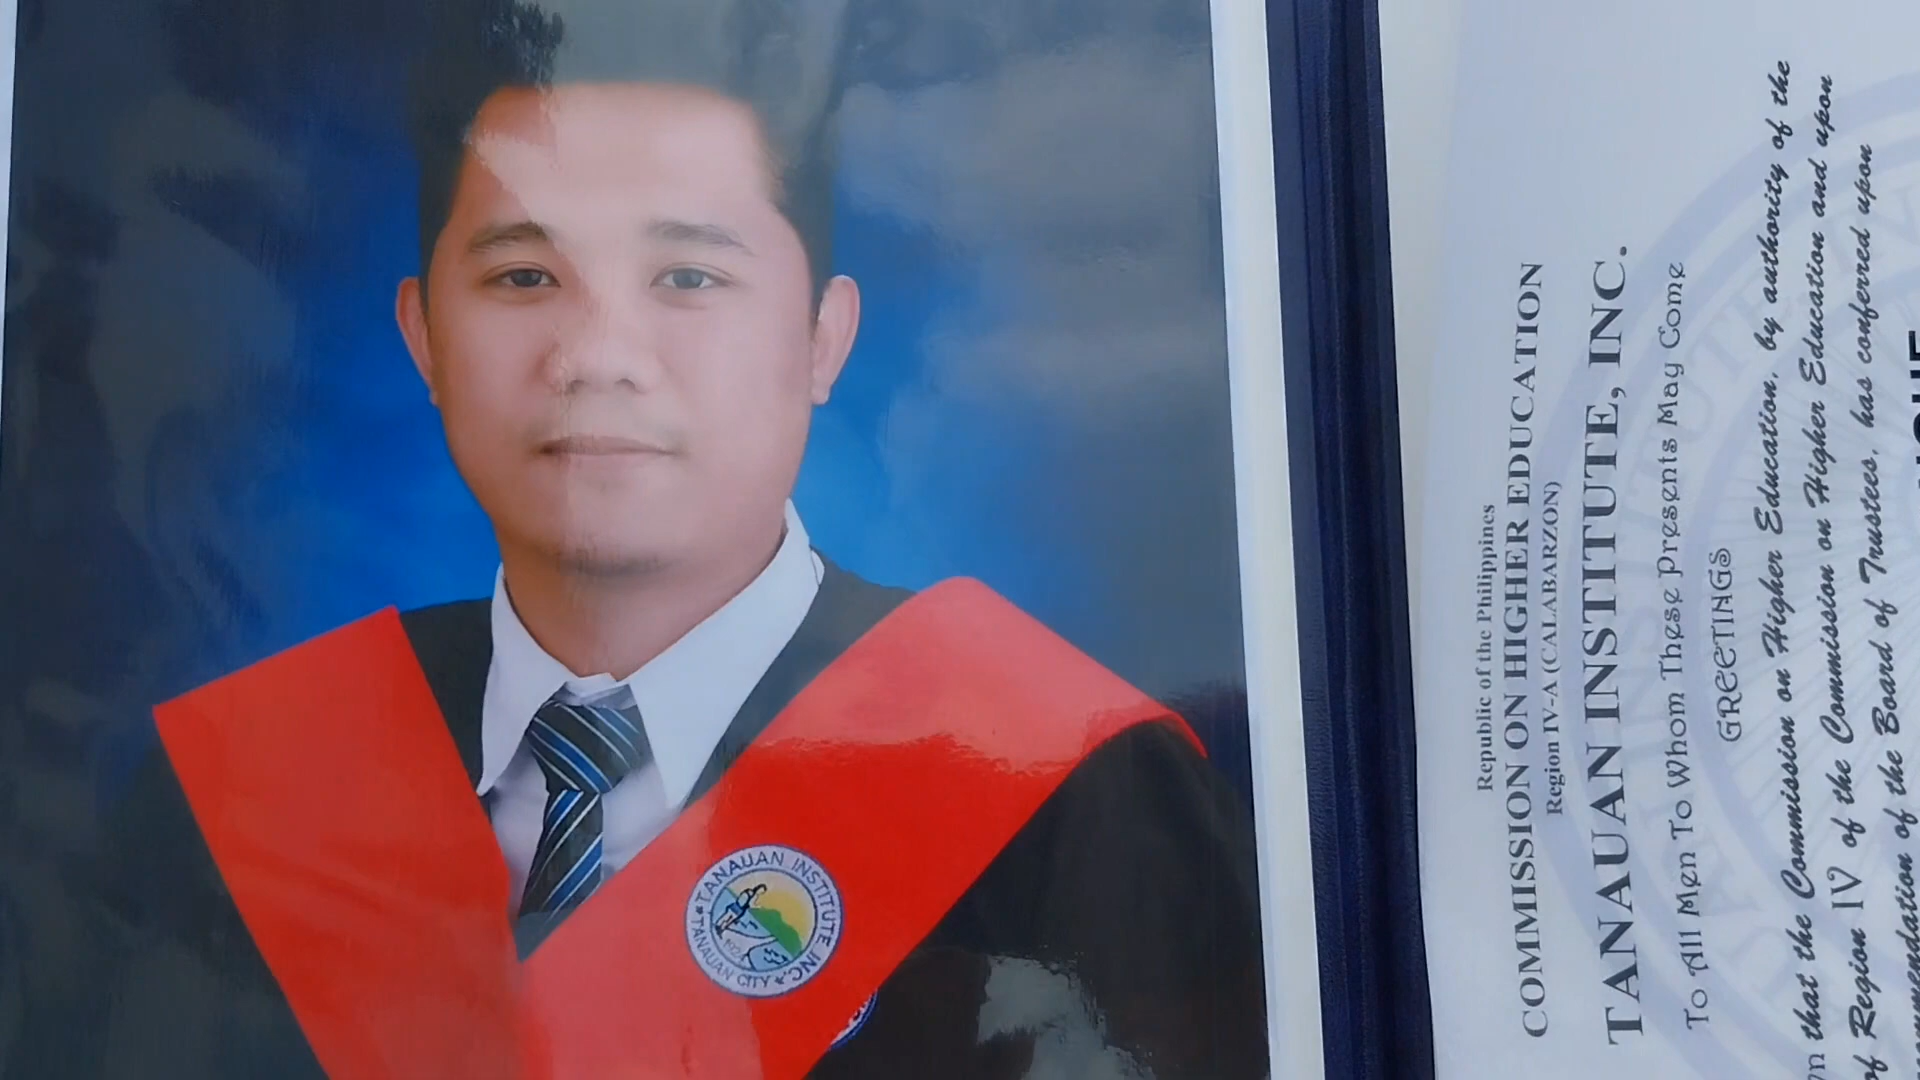 TANAUAN INSTITUTE, INC.
1924
★ TANAUAN CITY ★
Republic of the Philippines
COMMISSION ON HIGHER EDUCATION
Region IV-A (CALABARZON)
TANAUAN INSTITUTE, INC.
To All Men To Whom These Presents May Come
GREETINGS
that the Commission on Higher Education, by authority of the
of Region IV of the Commission on Higher Education and upon
of the Board of Trustees, has conferred upon